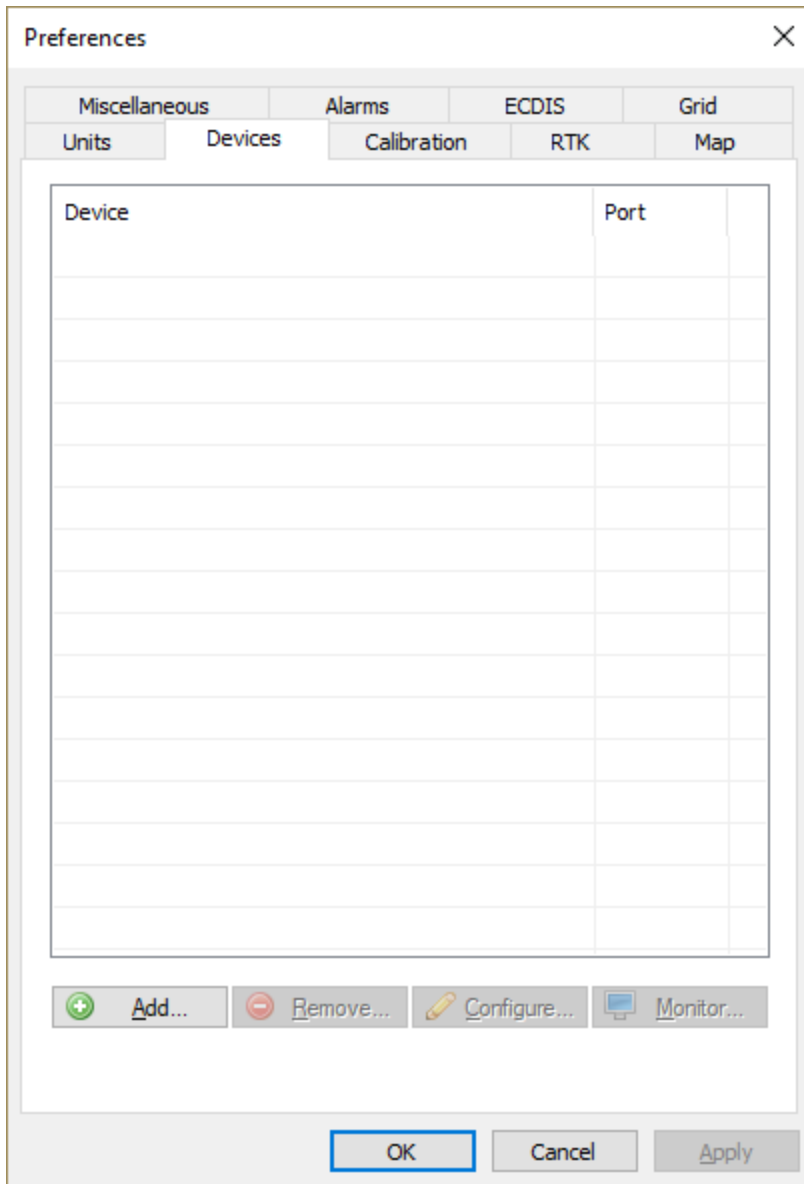 Preferences
Miscellaneous Alarms ECDIS Grid
Units Devices Calibration RTK Map
Device Port
Add... Remove... Configure... Monitor...
OK Cancel Apply